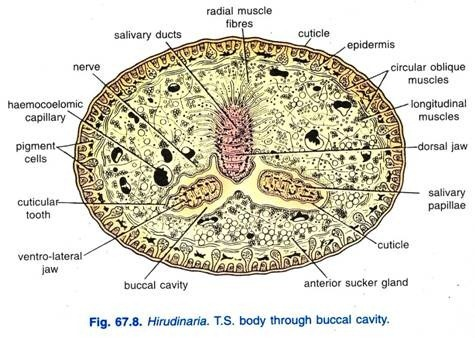 radial muscle
fibres
salivary ducts
cuticle
epidermis
nerve
circular oblique
muscles
haemocoelomic
capillary
longitudinal
muscles
pigment
cells
dorsal jaw
cuticular
tooth
salivary
papillae
cuticle
ventro-lateral
jaw
buccal cavity
anterior sucker gland
Fig. 67.8. Hirudinaria. T.S. body through buccal cavity.